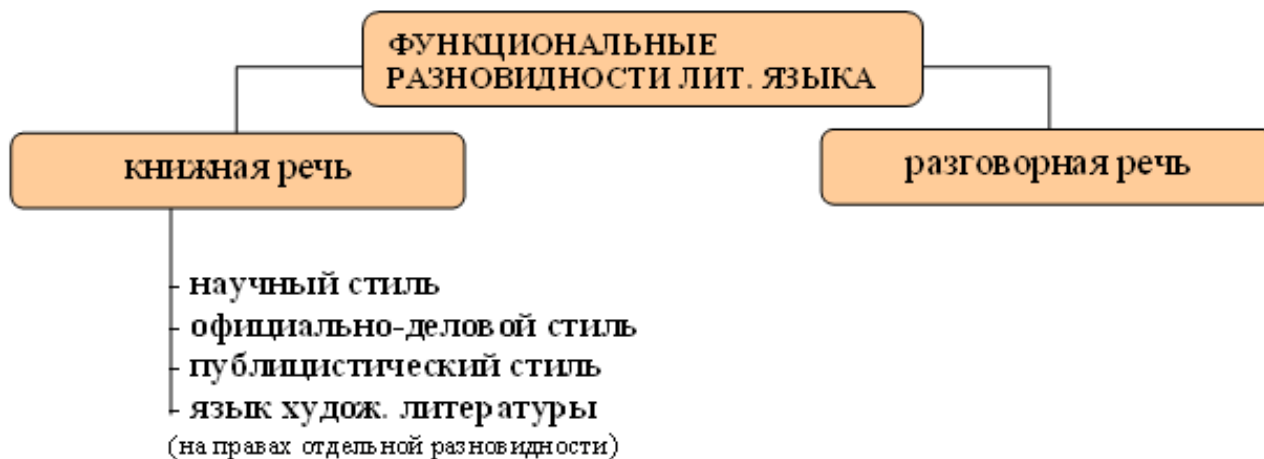 ФУНКЦИОНАЛЬНЫЕ
РАЗНОВИДНОСТИ ЛИТ. ЯЗЫКА
книжная речь
разговорная речь
- научный стиль
- официально-деловой стиль
- публицистический стиль
- язык худож. литературы
(на правах отдельной разновидности)